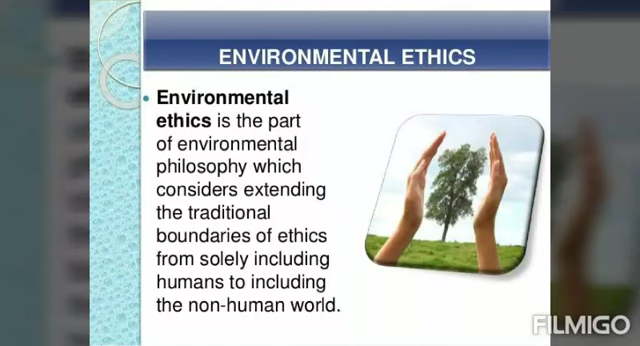 ENVIRONMENTAL ETHICS
• Environmental
ethics is the part
of environmental
philosophy which
considers extending
the traditional
boundaries of ethics
from solely including
humans to including
the non-human world.
FILMIGO